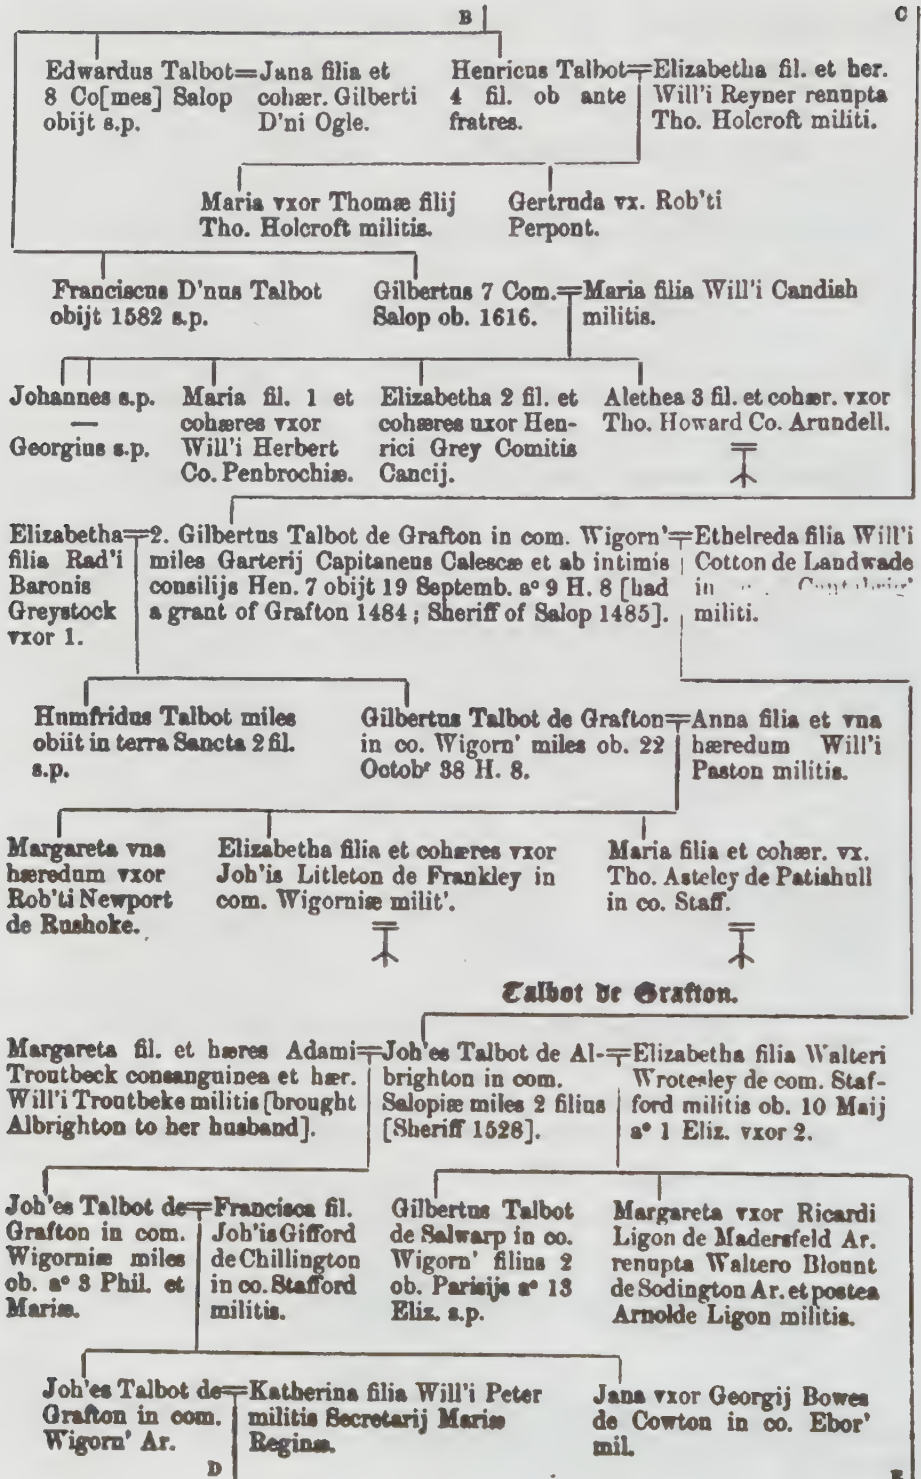 B
C
Edwardus Talbot=Jana filia et
8 Co[mes] Salop cohær. Gilberti
obijt s.p. D'ni Ogle.
Henricus Talbot=Elizabetha fil. et her.
4 fil. ob ante Will'i Reyner renupta
fratres. Tho. Holcroft militi.
Maria vxor Thomæ filij
Tho. Holcroft militis.
Gertruda vx. Rob'ti
Perpont.
Franciscus D'nus Talbot
obijt 1582 s.p.
Gilbertus 7 Com.=Maria filia Will'i Candish
Salop ob. 1616. militis.
Johannes s.p.
—
Georgius s.p.
Maria fil. 1 et
cohæres vxor
Will'i Herbert
Co. Penbrochiæ.
Elizabetha 2 fil. et
cohæres uxor Hen-
rici Grey Comitis
Cancij.
Alethea 3 fil. et cohær. vxor
Tho. Howard Co. Arundell.
Elizabetha=
filia Rad'i
Baronis
Greystock
vxor 1.
2. Gilbertus Talbot de Grafton in com. Wigorn'=
miles Garterij Capitaneus Calescæ et ab intimis
consilijs Hen. 7 obijt 19 Septemb. aº 9 H. 8 [had
a grant of Grafton 1484; Sheriff of Salop 1485].
Ethelreda filia Will'i
Cotton de Landwade
in
militi.
Humfridus Talbot miles
obiit in terra Sancta 2 fil.
s.p.
Gilbertus Talbot de Grafton=
in co. Wigorn' miles ob. 22
Octobr 38 H. 8.
Anna filia et vna
hæredum Will'i
Paston militis.
Margareta vna
hæredum vxor
Rob'ti Newport
de Rushoke.
Elizabetha filia et cohæres vxor
Joh'is Litleton de Frankley in
com. Wigorniæ milit'.
Maria filia et cohær. vx.
Tho. Asteley de Patishull
in co. Staff.
Talbot de Grafton.
Margareta fil. et hæres Adami=
Troutbeck consanguinea et hær.
Will'i Troutbeke militis [brought
Albrighton to her husband].
Joh'es Talbot de Al-=
brighton in com.
Salopiæ miles 2 filius
[Sheriff 1528].
Elizabetha filia Walteri
Wrotesley de com. Staf-
ford militis ob. 10 Maij
aº 1 Eliz. vxor 2.
Joh'es Talbot de=
Grafton in com.
Wigorniæ miles
ob. aº 3 Phil. et
Mariæ.
Francisca fil.
Joh'is Gifford
de Chillington
in co. Stafford
militis.
Gilbertus Talbot
de Salwarp in co.
Wigorn' filius 2
ob. Parisijs aº 13
Eliz. s.p.
Margareta vxor Ricardi
Ligon de Madersfeld Ar.
renupta Waltero Blount
de Sodington Ar. et postea
Arnolde Ligon militis.
Joh'es Talbot de=
Grafton in com.
Wigorn' Ar.
Katherina filia Will'i Peter
militis Secretarij Mariæ
Reginæ.
Jana vxor Georgij Bowes
de Cowton in co. Ebor'
mil.
D